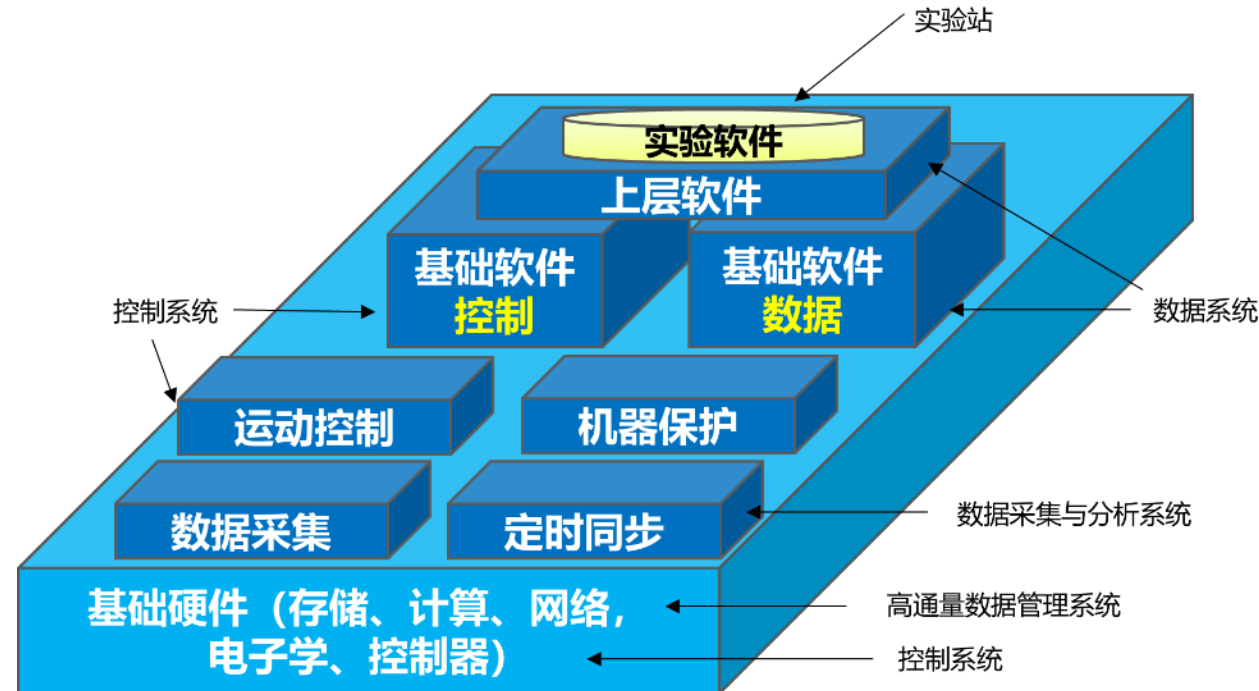 实验站
实验软件
上层软件
基础软件
控制
基础软件
数据
控制系统
数据系统
运动控制
机器保护
数据采集
定时同步
数据采集与分析系统
基础硬件（存储、计算、网络，
电子学、控制器）
高通量数据管理系统
控制系统